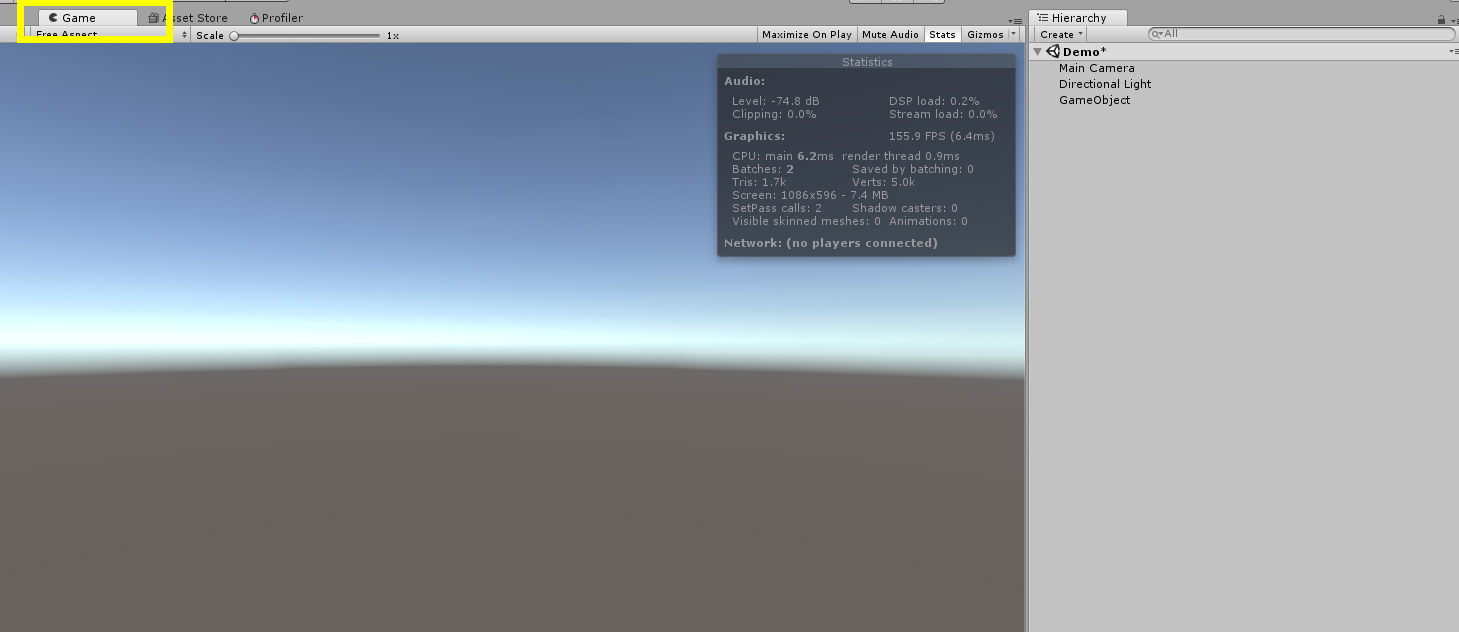 Game
Asset Store
Profiler
Hierarchy
Free Aspect
Scale
1x
Maximize On Play
Mute Audio
Stats
Gizmos
Create
All
Demo*
Main Camera
Directional Light
GameObject
Statistics
Audio:
Level: -74.8 dB DSP load: 0.2%
Clipping: 0.0% Stream load: 0.0%
Graphics: 155.9 FPS (6.4ms)
CPU: main 6.2ms render thread 0.9ms
Batches: 2 Saved by batching: 0
Tris: 1.7k Verts: 5.0k
Screen: 1086x596 - 7.4 MB
SetPass calls: 2 Shadow casters: 0
Visible skinned meshes: 0 Animations: 0
Network: (no players connected)